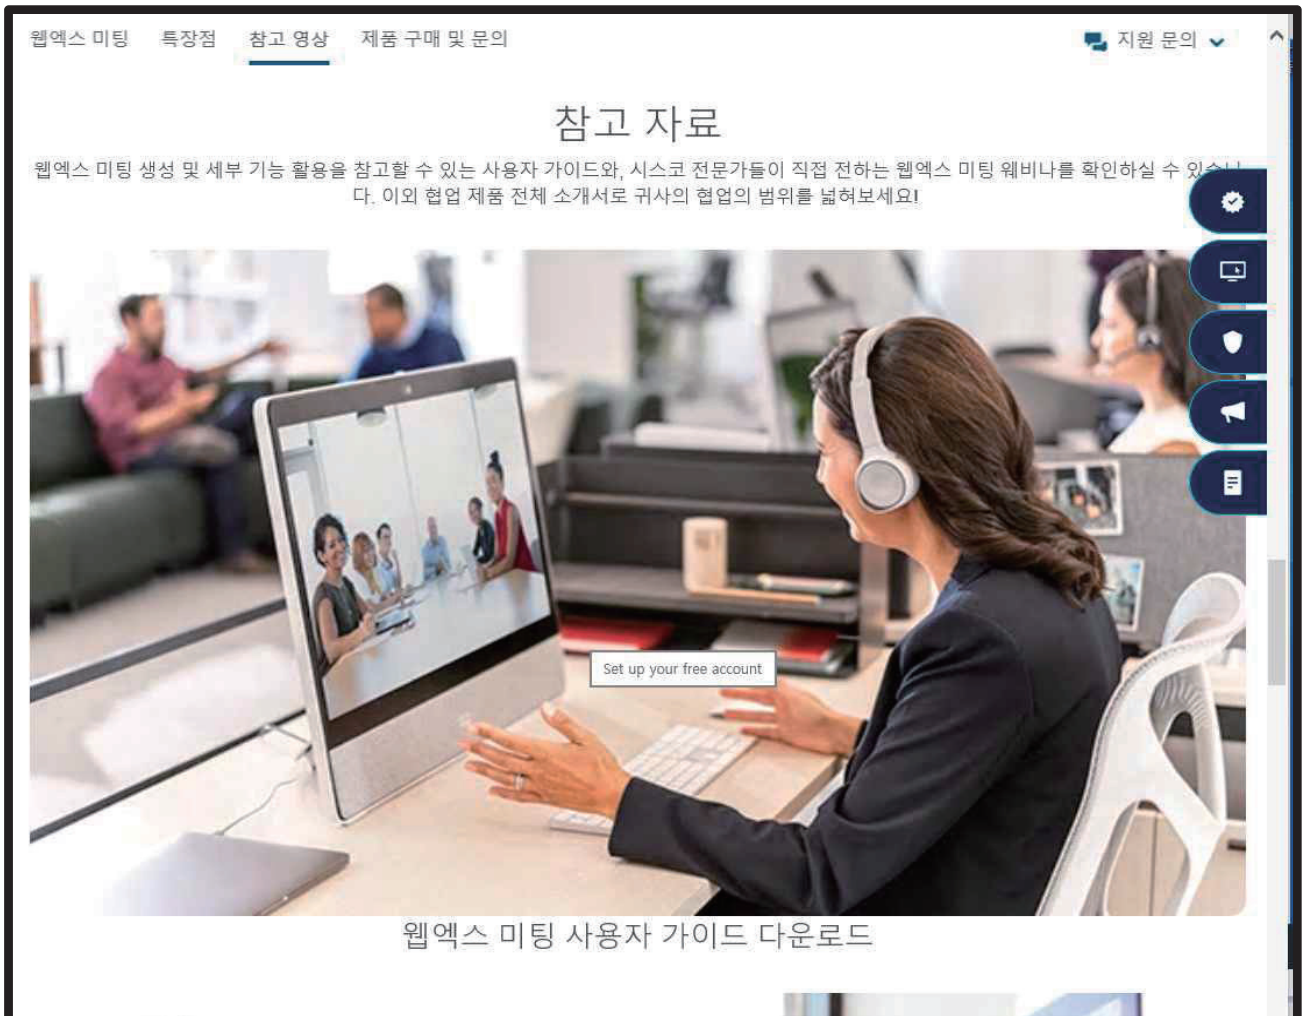 웹엑스 미팅 특장점 참고 영상 제품 구매 및 문의 지원 문의
참고 자료
웹엑스 미팅 생성 및 세부 기능 활용을 참고할 수 있는 사용자 가이드와, 시스코 전문가들이 직접 전하는 웹엑스 미팅 웨비나를 확인하실 수 있습니
다. 이외 협업 제품 전체 소개서로 귀사의 협업의 범위를 넓혀보세요!
Set up your free account
웹엑스 미팅 사용자 가이드 다운로드